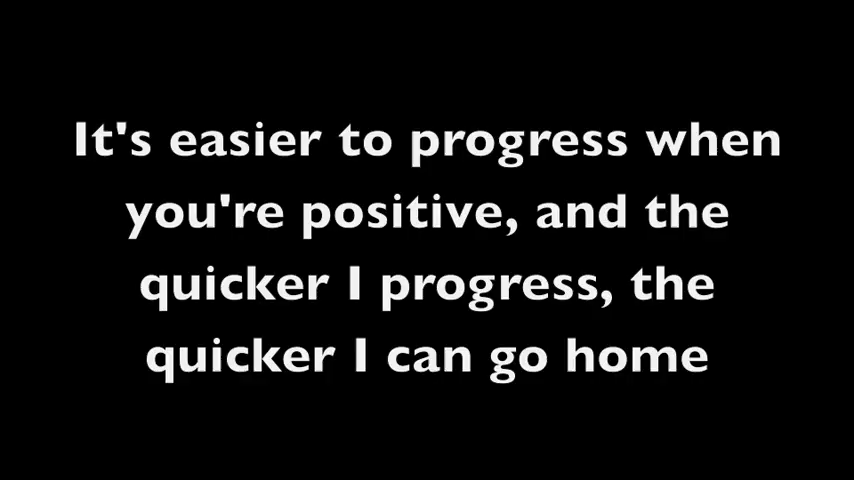 It's easier to progress when
you're positive, and the
quicker I progress, the
quicker I can go home